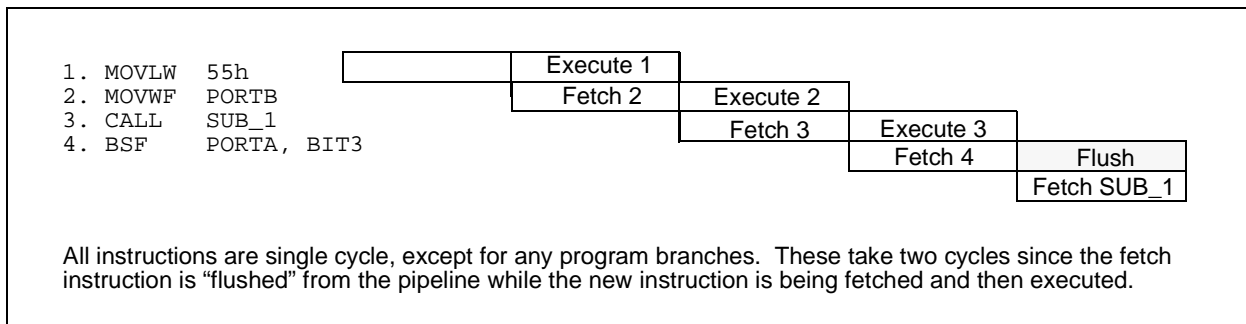 1. MOVLW 55h
2. MOVWF PORTB
3. CALL SUB_1
4. BSF PORTA, BIT3
Execute 1
Fetch 2 Execute 2
Fetch 3 Execute 3
Fetch 4 Flush
Fetch SUB_1
All instructions are single cycle, except for any program branches. These take two cycles since the fetch
instruction is “flushed” from the pipeline while the new instruction is being fetched and then executed.